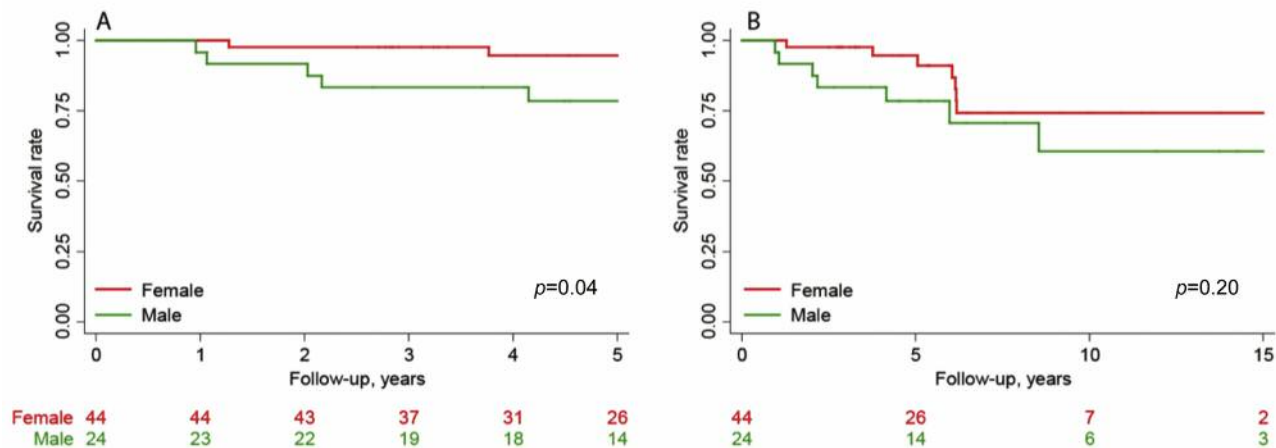 A
1.00
0.75
0.50
0.25
0.00
Survival rate
Female
Male
p=0.04
0 1 2 3 4 5
Follow-up, years
Female 44 44 43 37 31 26
Male 24 23 22 19 18 14
B
1.00
0.75
0.50
0.25
0.00
Survival rate
Female
Male
p=0.20
0 5 10 15
Follow-up, years
44 26 7 2
24 14 6 3